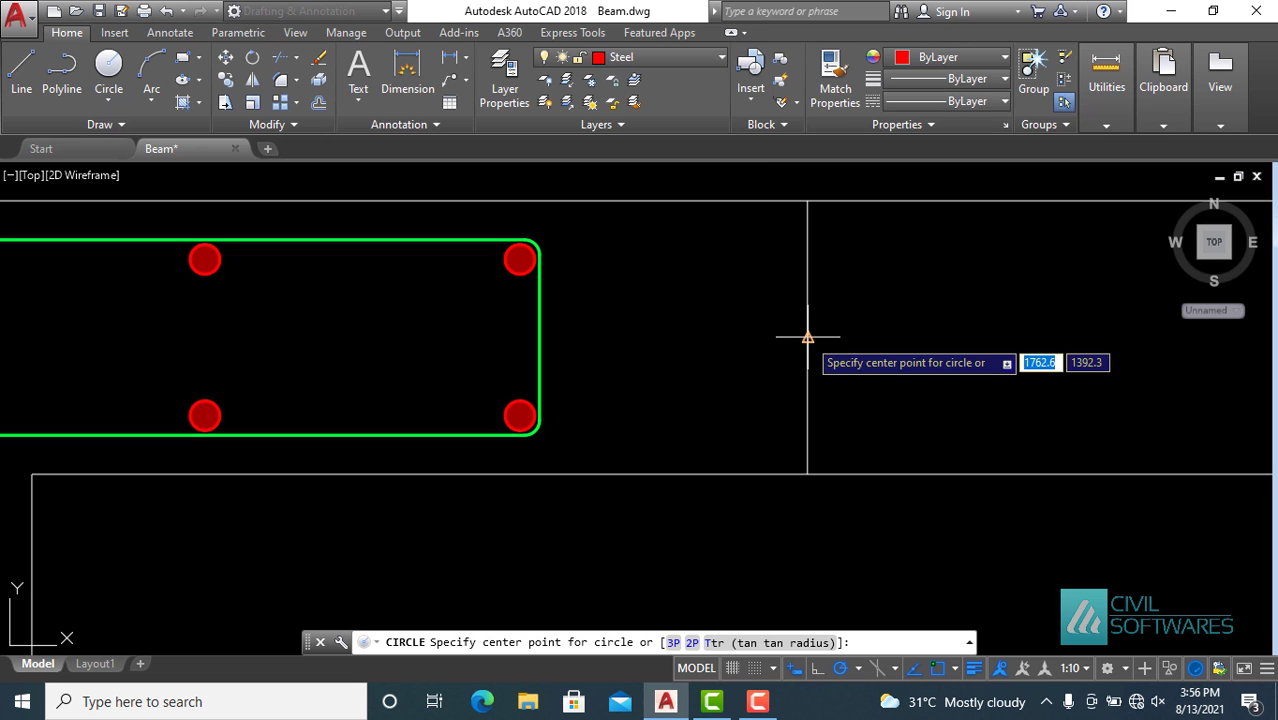 Drafting & Annotation
Autodesk AutoCAD 2018 Beam.dwg
Type a keyword or phrase
Sign In
A
Home Insert Annotate Parametric View Manage Output Add-ins A360 Express Tools Featured Apps
Line Polyline Circle Arc
Text Dimension
Layer Properties
Steel
Insert
Match Properties
ByLayer
ByLayer
ByLayer
Group
Utilities
Clipboard
View
Draw Modify Annotation Layers Block Properties Groups
Start Beam*
[−][Top][2D Wireframe]
N
W TOP E
S
Unnamed
Specify center point for circle or 1762.6 1392.3
Y
X
CIVIL
SOFTWARES
CIRCLE Specify center point for circle or [3P 2P Ttr (tan tan radius)]:
Model Layout1
MODEL 1:10
Type here to search
31°C Mostly cloudy
3:56 PM
8/13/2021
3